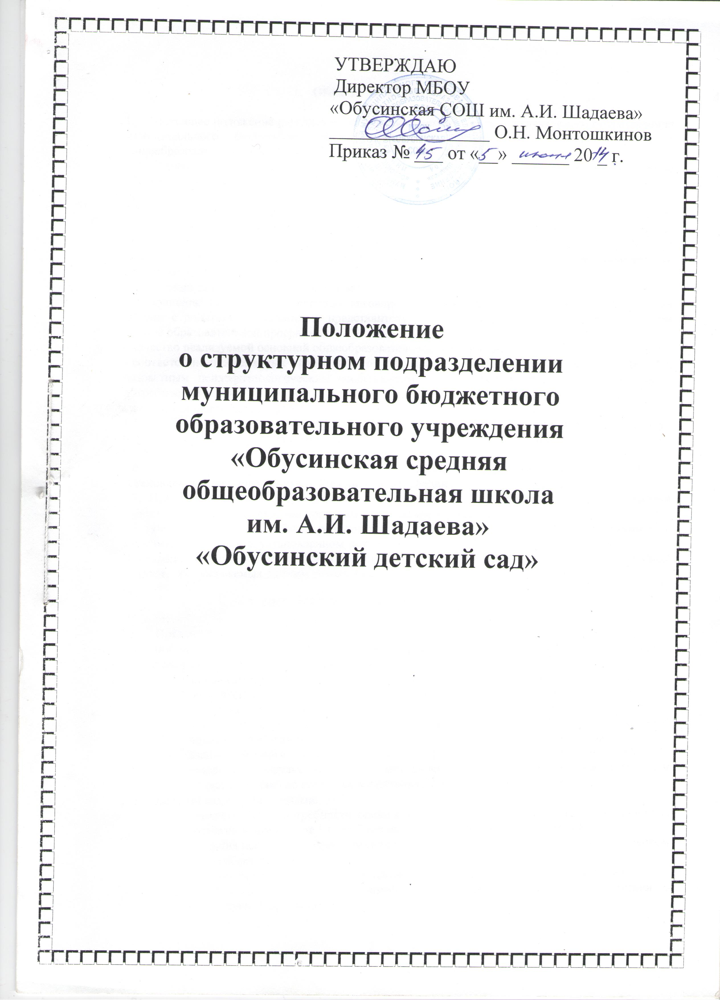 УТВЕРЖДАЮ
Директор МБОУ
«Обусинская СОШ им. А.И. Шадаева»
О.Н. Монтошкинов
Приказ № 45 от «5» 2014 г.
Положение
о структурном подразделении
муниципального бюджетного
образовательного учреждения
«Обусинская средняя
общеобразовательная школа
им. А.И. Шадаева»
«Обусинский детский сад»